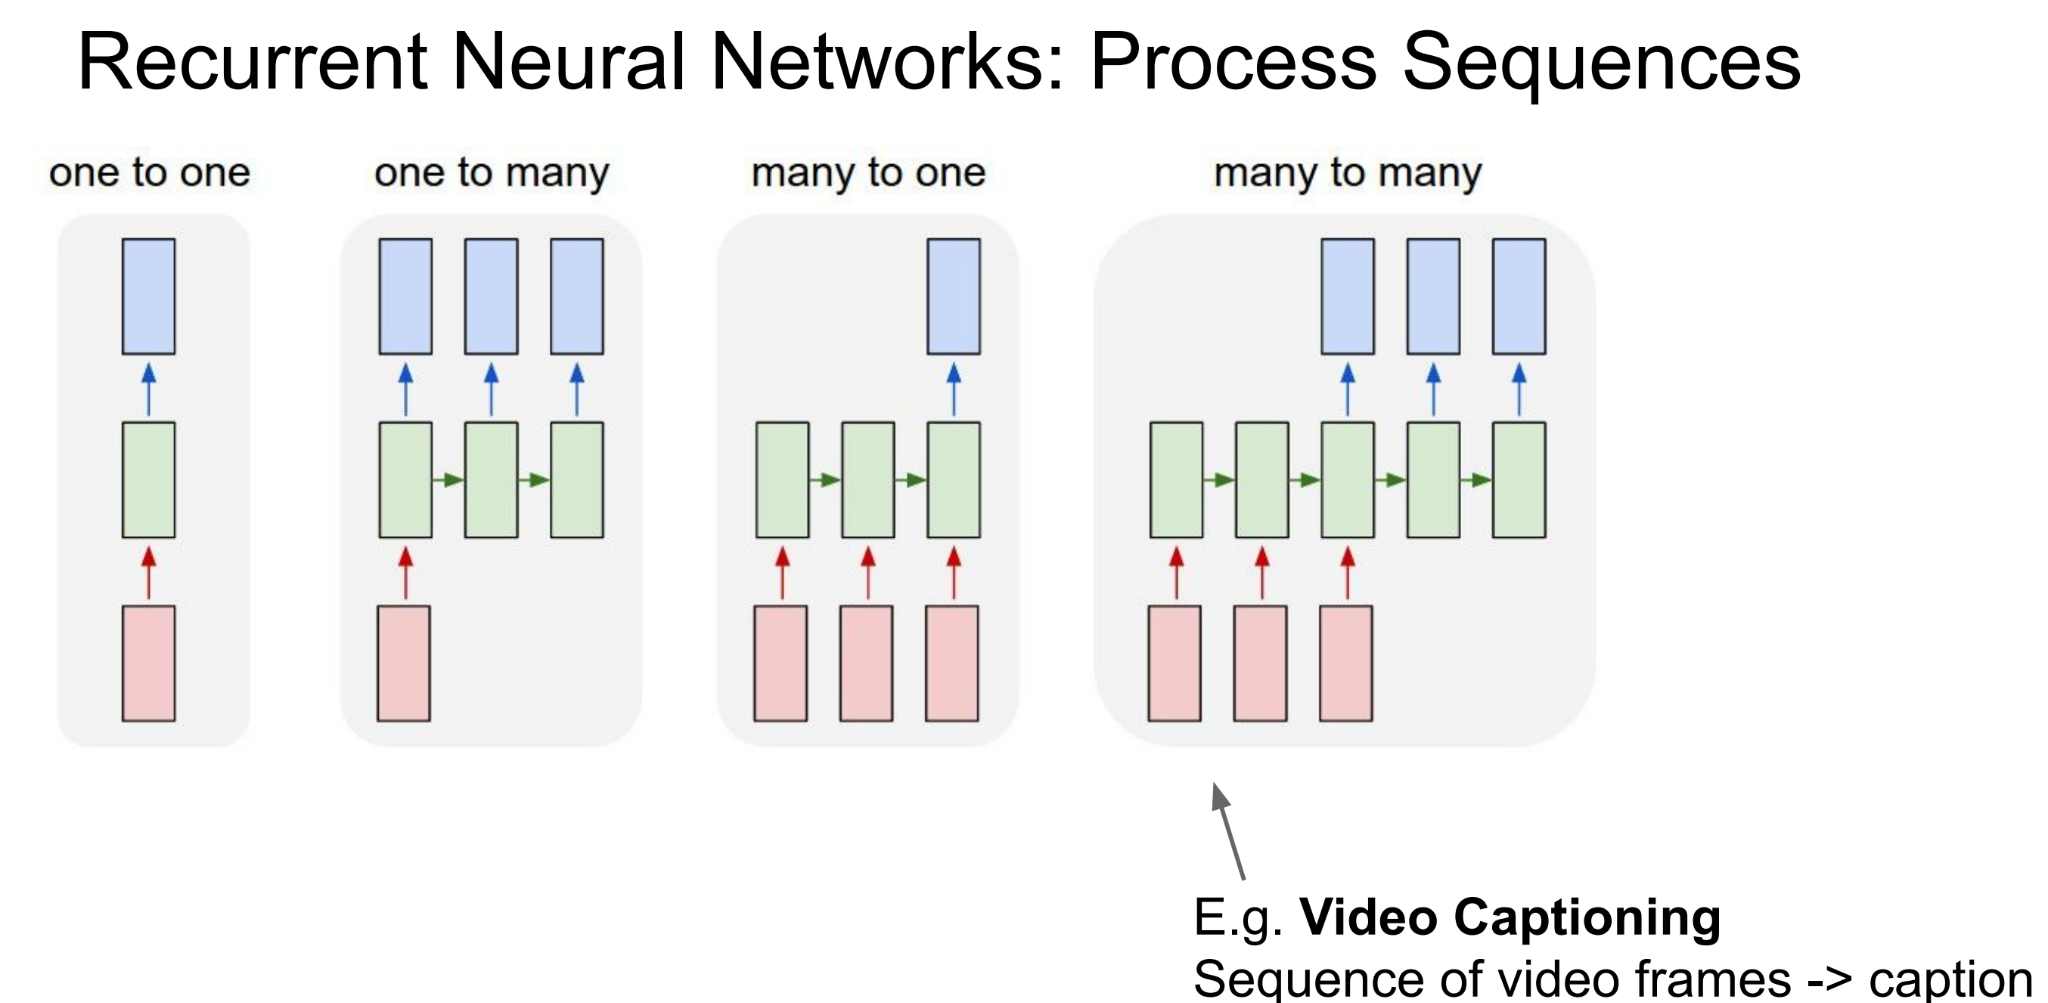 Recurrent Neural Networks: Process Sequences
one to one
one to many
many to one
many to many
E.g. Video Captioning
Sequence of video frames -> caption